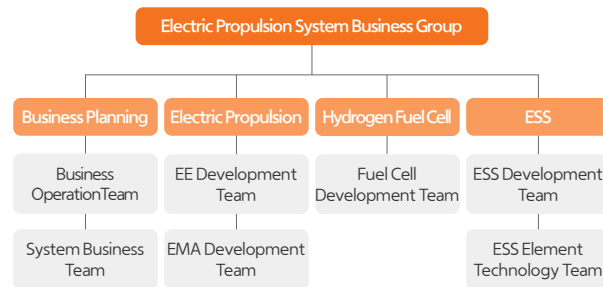 Electric Propulsion System Business Group
Business Planning
Electric Propulsion
Hydrogen Fuel Cell
ESS
Business
OperationTeam
EE Development
Team
Fuel Cell
Development Team
ESS Development
Team
System Business
Team
EMA Development
Team
ESS Element
Technology Team